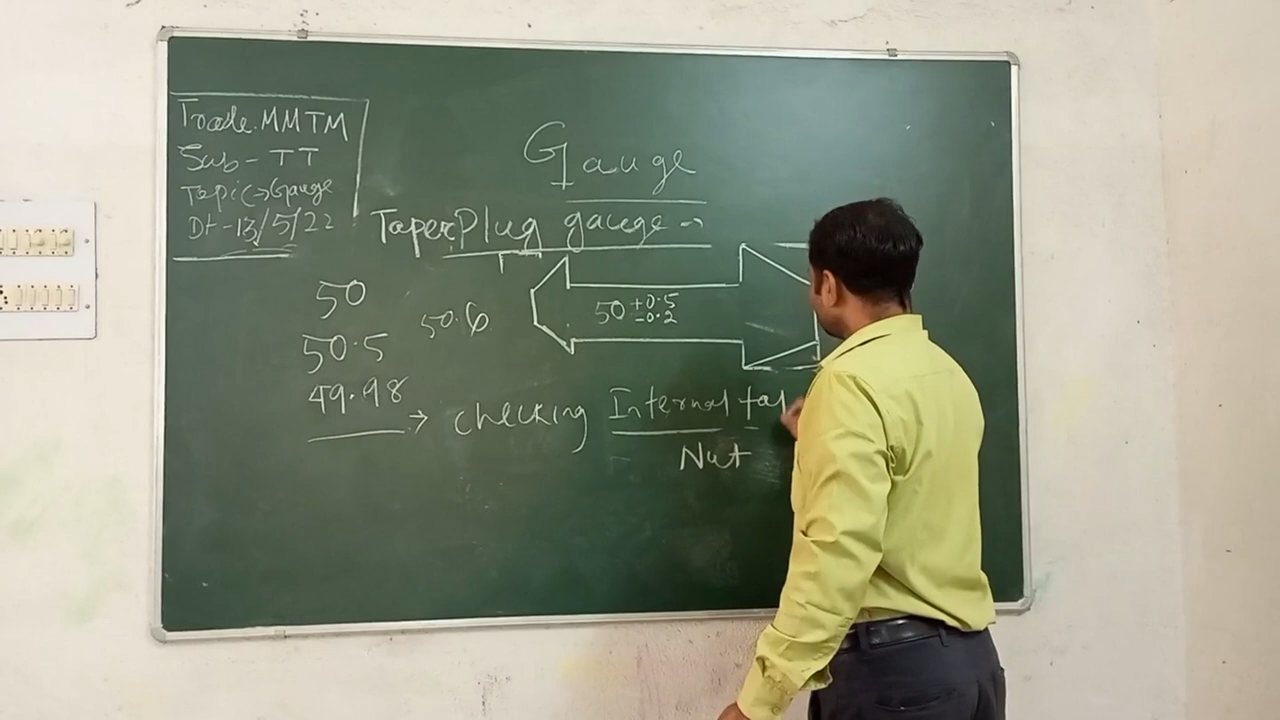 Trade. MMTM
Sub - TT
Topic → Gauge
Dt - 13/5/22
Gauge
Taper Plug gauge →
50
50.5
49.98
50.6
50 +0.5 -0.2
→ checking Internal tap
Nut